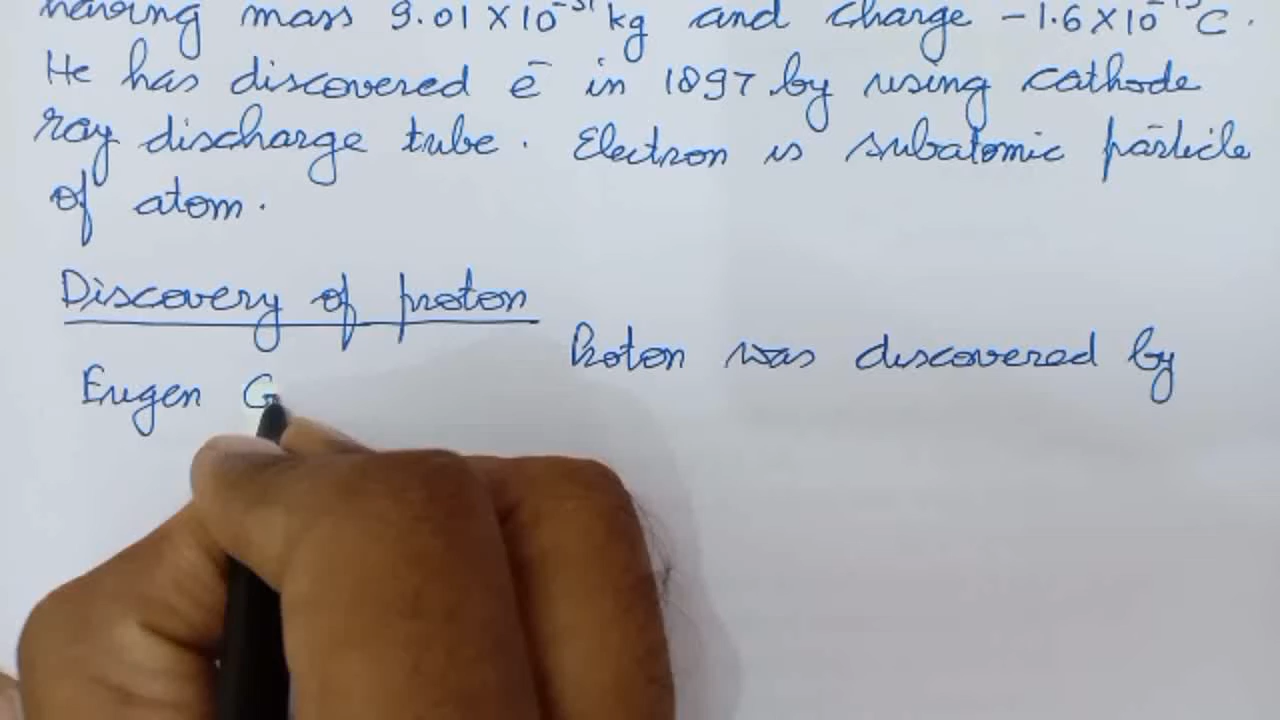 having mass 9.01 × 10⁻³¹ kg and charge -1.6 × 10⁻¹⁹ C.
He has discovered e⁻ in 1897 by using cathode
ray discharge tube. Electron is subatomic particle
of atom.
Discovery of proton
Proton was discovered by
Eugen G